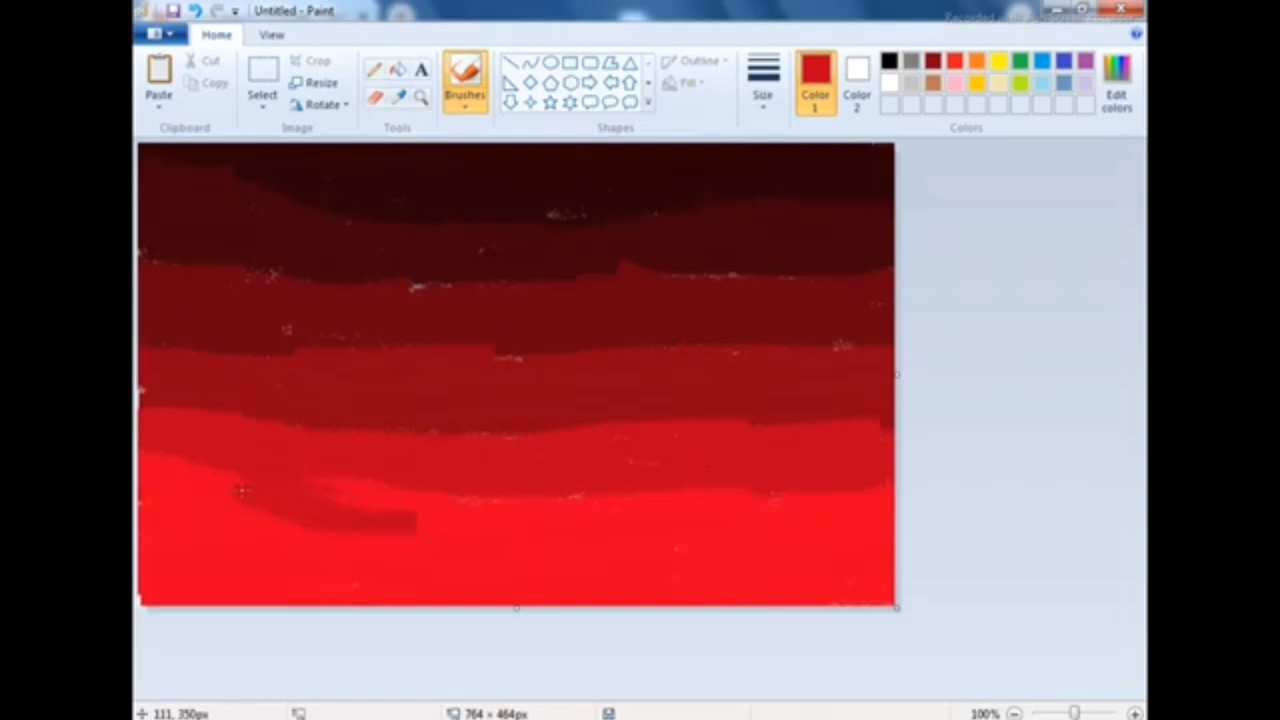 Untitled - Paint
Home View
Cut
Copy
Paste
Clipboard
Crop
Resize
Rotate
Select
Image
A
Tools
Brushes
Outline
Fill
Shapes
Size
Color 1
Color 2
Edit colors
Colors
111, 350px
764 × 464px
100%